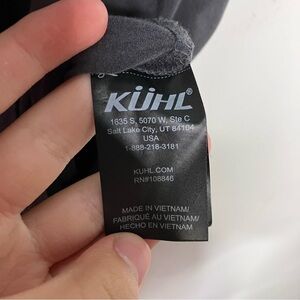 KÜHL®
1635 S, 5070 W, Ste C
Salt Lake City, UT 84104
USA
1-888-218-3181
KUHL.COM
RN#108846
MADE IN VIETNAM/
FABRIQUÉ AU VIETNAM/
HECHO EN VIETNAM